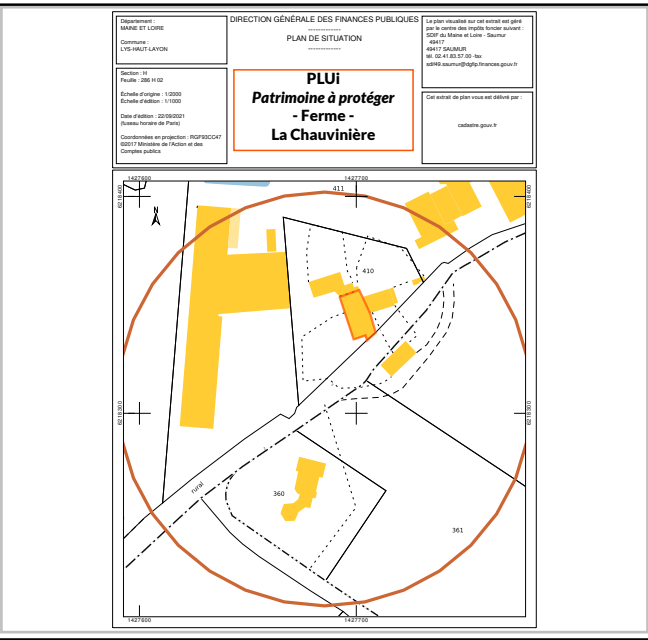 Département :
MAINE ET LOIRE
Commune :
LYS-HAUT-LAYON
Section : H
Feuille : 286 H 02
Échelle d'origine : 1/2000
Échelle d'édition : 1/1000
Date d'édition : 22/09/2021
(fuseau horaire de Paris)
Coordonnées en projection : RGF93CC47
©2017 Ministère de l'Action et des
Comptes publics
DIRECTION GÉNÉRALE DES FINANCES PUBLIQUES
-------------
PLAN DE SITUATION
-------------
PLUi
Patrimoine à protéger
- Ferme -
La Chauvinière
Le plan visualisé sur cet extrait est géré
par le centre des impôts foncier suivant :
SDIF du Maine et Loire - Saumur
49417
49417 SAUMUR
tél. 02.41.83.57.00 -fax
sdif49.saumur@dgfip.finances.gouv.fr
Cet extrait de plan vous est délivré par :
cadastre.gouv.fr
1427600
1427700
6218400
6218400
411
N
410
6218300
6218300
rural
360
361
1427600
1427700